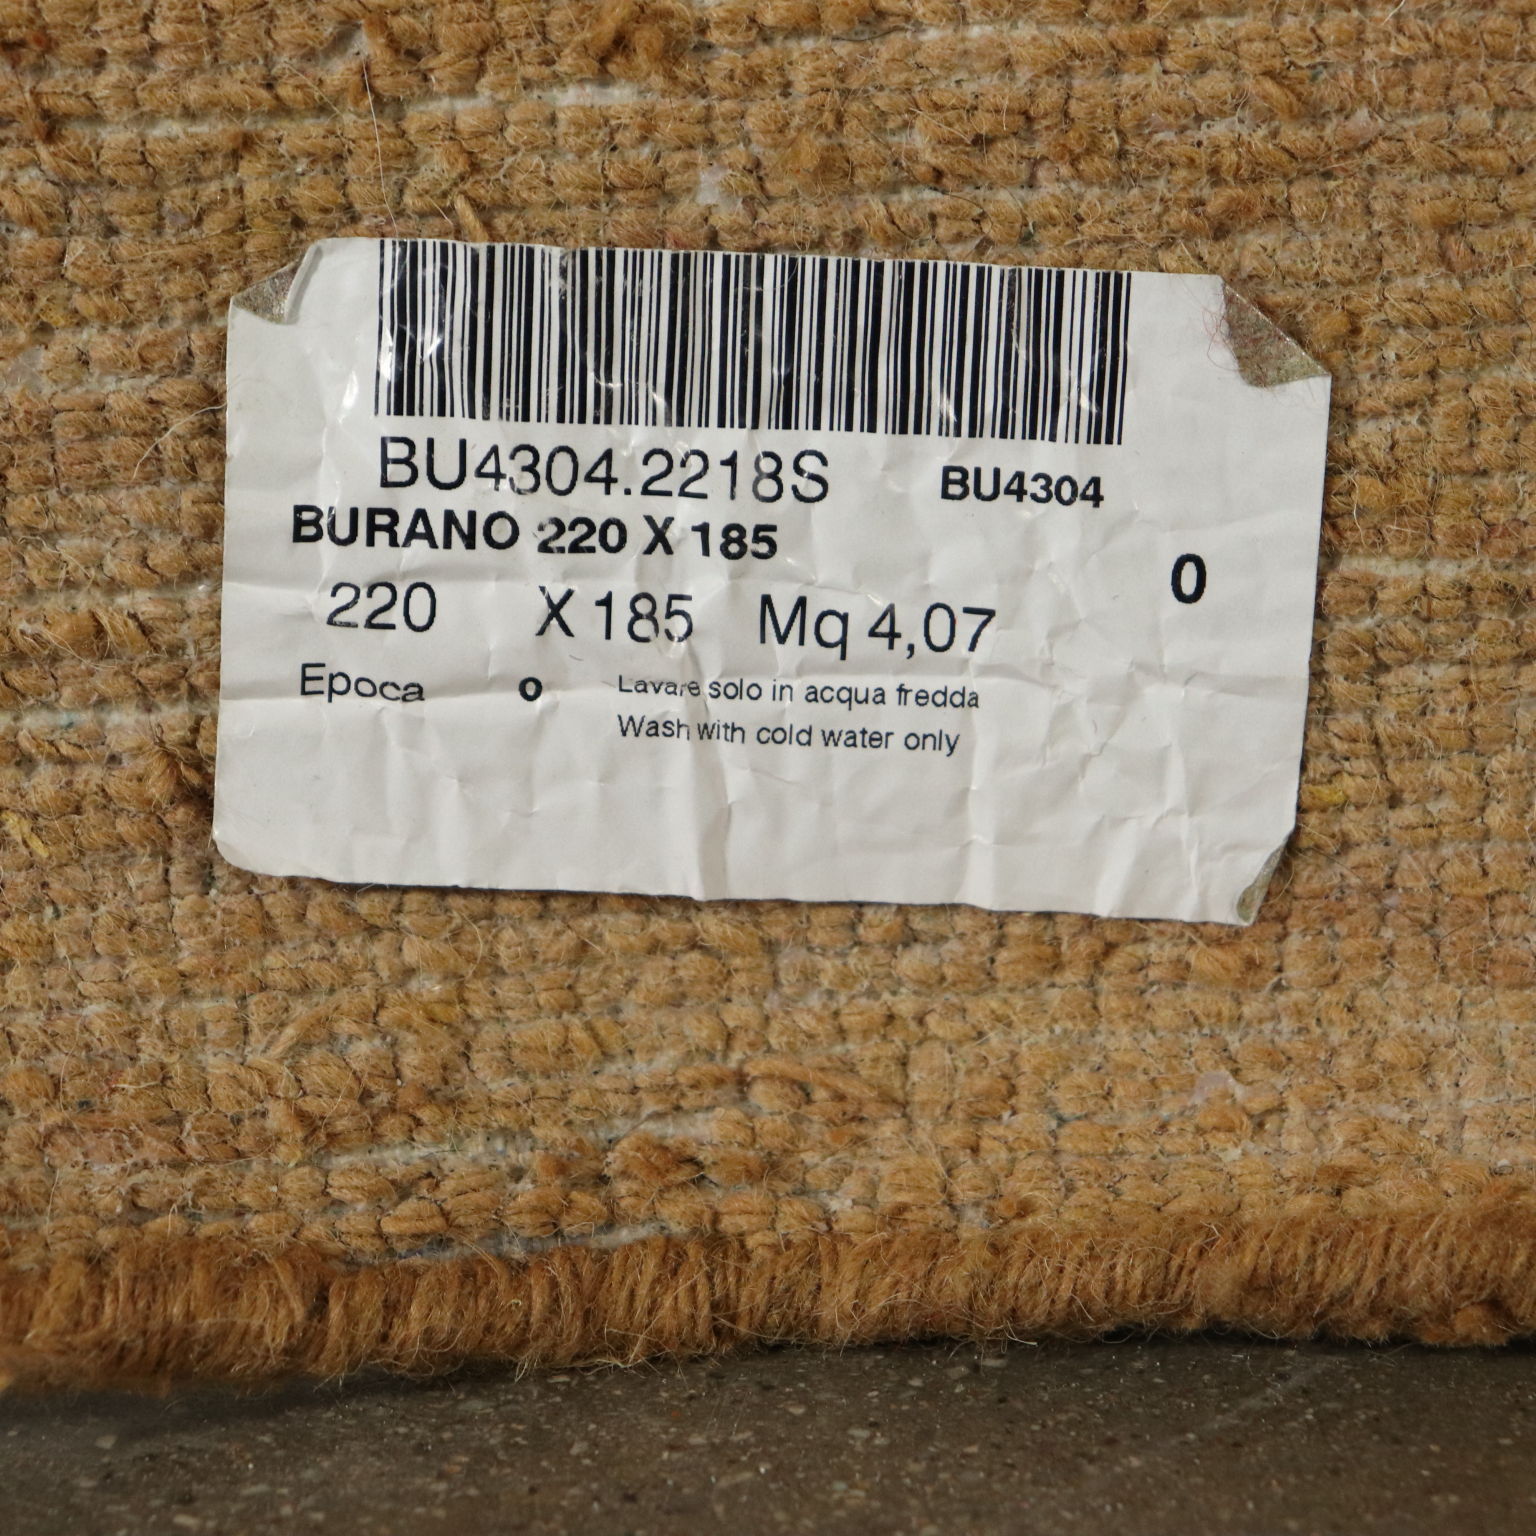 BU4304.2218S BU4304
BURANO 220 X 185
0
220 X 185 Mq 4,07
Epoca 0 Lavare solo in acqua fredda
Wash with cold water only